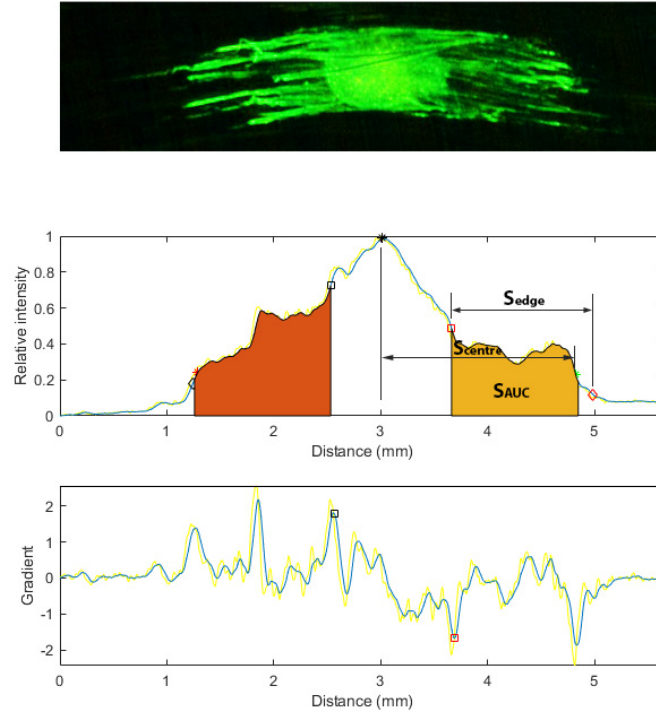 1
0.8
0.6
0.4
0.2
0
Relative intensity
Sedge
Scentre
SAUC
0 1 2 3 4 5
Distance (mm)
2
1
0
-1
-2
Gradient
0 1 2 3 4 5
Distance (mm)